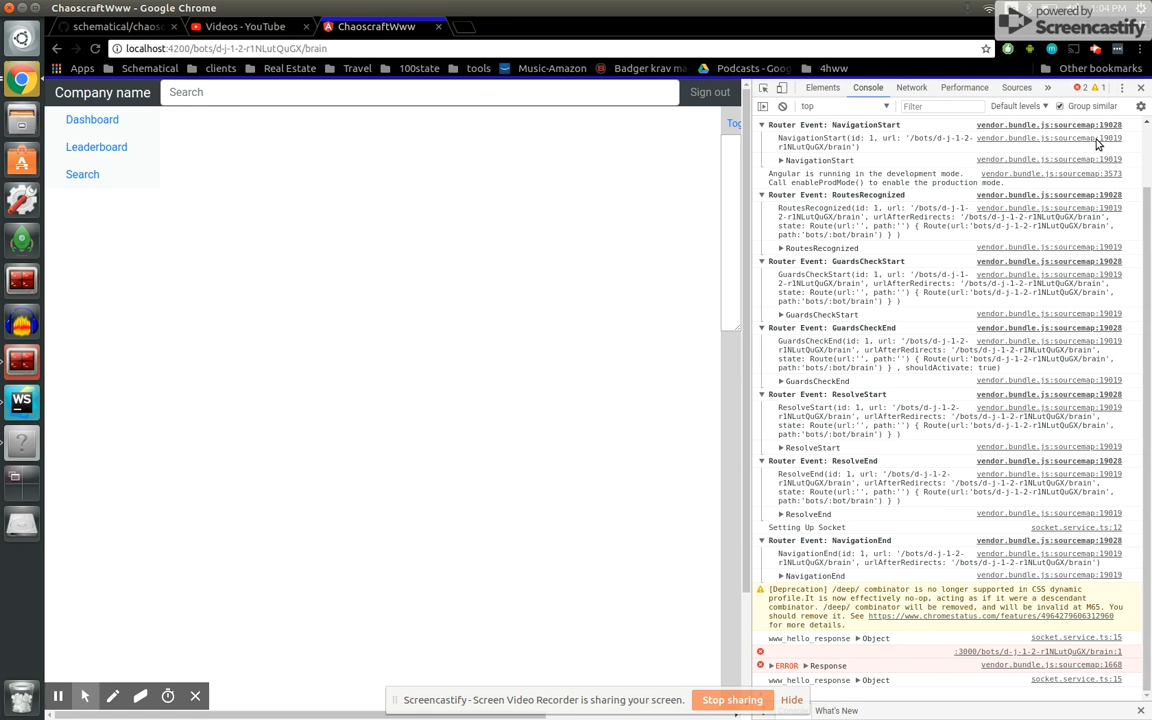 ChaoscraftWww - Google Chrome
:04 PM
powered by
Screencastify
schematical/chaosc
Videos - YouTube
ChaoscraftWww
localhost:4200/bots/d-j-1-2-r1NLutQuGX/brain
Apps
Schematical
clients
Real Estate
Travel
100state
tools
Music-Amazon
Badger krav ma
Podcasts - Goog
4hww
Other bookmarks
Company name
Search
Sign out
Dashboard
Leaderboard
Search
Tog
Elements
Console
Network
Performance
Sources
»
2
1
top
Filter
Default levels
Group similar
Router Event: NavigationStart vendor.bundle.js:sourcemap:19028
NavigationStart(id: 1, url: '/bots/d-j-1-2- vendor.bundle.js:sourcemap:19019
r1NLutQuGX/brain')
NavigationStart vendor.bundle.js:sourcemap:19019
Angular is running in the development mode. vendor.bundle.js:sourcemap:3573
Call enableProdMode() to enable the production mode.
Router Event: RoutesRecognized vendor.bundle.js:sourcemap:19028
RoutesRecognized(id: 1, url: '/bots/d-j-1- vendor.bundle.js:sourcemap:19019
2-r1NLutQuGX/brain', urlAfterRedirects: '/bots/d-j-1-2-r1NLutQuGX/brain',
state: Route(url:'', path:'') { Route(url:'bots/d-j-1-2-r1NLutQuGX/brain',
path:'bots/:bot/brain') } )
RoutesRecognized vendor.bundle.js:sourcemap:19019
Router Event: GuardsCheckStart vendor.bundle.js:sourcemap:19028
GuardsCheckStart(id: 1, url: '/bots/d-j-1- vendor.bundle.js:sourcemap:19019
2-r1NLutQuGX/brain', urlAfterRedirects: '/bots/d-j-1-2-r1NLutQuGX/brain',
state: Route(url:'', path:'') { Route(url:'bots/d-j-1-2-r1NLutQuGX/brain',
path:'bots/:bot/brain') } )
GuardsCheckStart vendor.bundle.js:sourcemap:19019
Router Event: GuardsCheckEnd vendor.bundle.js:sourcemap:19028
GuardsCheckEnd(id: 1, url: '/bots/d-j-1-2- vendor.bundle.js:sourcemap:19019
r1NLutQuGX/brain', urlAfterRedirects: '/bots/d-j-1-2-r1NLutQuGX/brain',
state: Route(url:'', path:'') { Route(url:'bots/d-j-1-2-r1NLutQuGX/brain',
path:'bots/:bot/brain') } , shouldActivate: true)
GuardsCheckEnd vendor.bundle.js:sourcemap:19019
Router Event: ResolveStart vendor.bundle.js:sourcemap:19028
ResolveStart(id: 1, url: '/bots/d-j-1-2- vendor.bundle.js:sourcemap:19019
r1NLutQuGX/brain', urlAfterRedirects: '/bots/d-j-1-2-r1NLutQuGX/brain',
state: Route(url:'', path:'') { Route(url:'bots/d-j-1-2-r1NLutQuGX/brain',
path:'bots/:bot/brain') } )
ResolveStart vendor.bundle.js:sourcemap:19019
Router Event: ResolveEnd vendor.bundle.js:sourcemap:19028
ResolveEnd(id: 1, url: '/bots/d-j-1-2- vendor.bundle.js:sourcemap:19019
r1NLutQuGX/brain', urlAfterRedirects: '/bots/d-j-1-2-r1NLutQuGX/brain',
state: Route(url:'', path:'') { Route(url:'bots/d-j-1-2-r1NLutQuGX/brain',
path:'bots/:bot/brain') } )
ResolveEnd vendor.bundle.js:sourcemap:19019
Setting Up Socket socket.service.ts:12
Router Event: NavigationEnd vendor.bundle.js:sourcemap:19028
NavigationEnd(id: 1, url: '/bots/d-j-1-2- vendor.bundle.js:sourcemap:19019
r1NLutQuGX/brain', urlAfterRedirects: '/bots/d-j-1-2-r1NLutQuGX/brain')
NavigationEnd vendor.bundle.js:sourcemap:19019
[Deprecation] /deep/ combinator is no longer supported in CSS dynamic
profile.It is now effectively no-op, acting as if it were a descendant
combinator. /deep/ combinator will be removed, and will be invalid at M65. You
should remove it. See https://www.chromestatus.com/features/4964279606312960
for more details.
www_hello_response Object socket.service.ts:15
:3000/bots/d-j-1-2-r1NLutQuGX/brain:1
ERROR Response vendor.bundle.js:sourcemap:1668
www_hello_response Object socket.service.ts:15
Screencastify - Screen Video Recorder is sharing your screen.
Stop sharing
Hide
What's New
WS